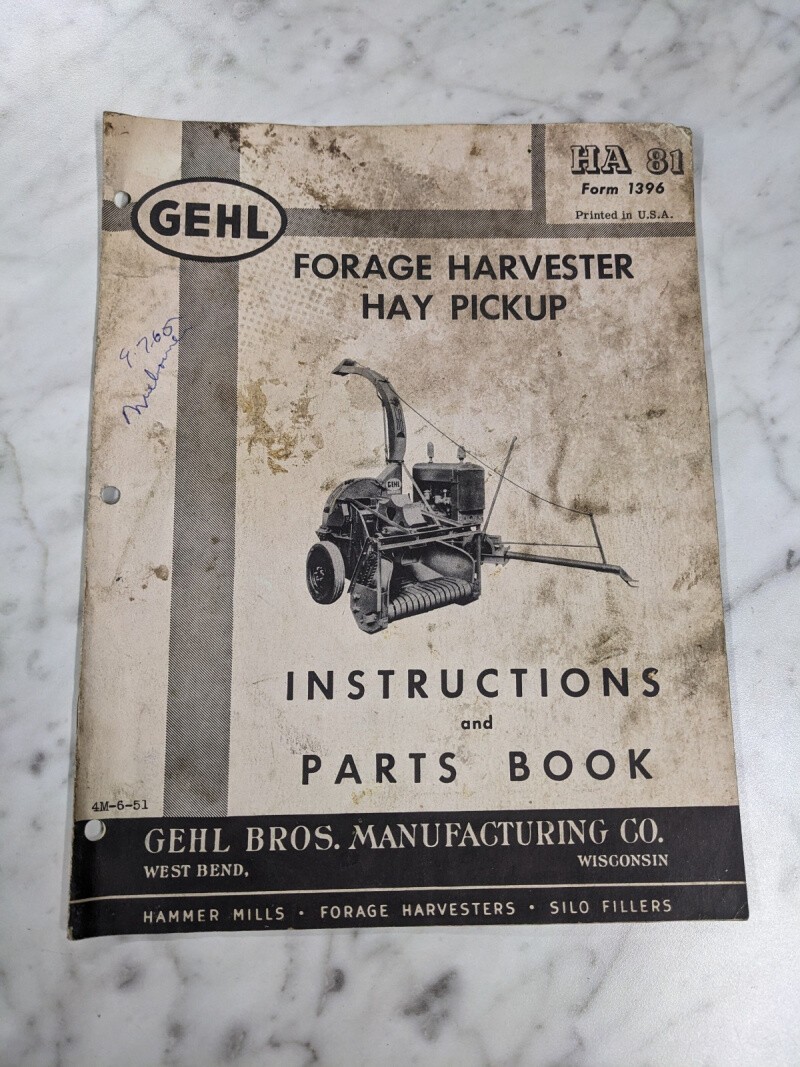 HA 81
Form 1396
Printed in U.S.A.
GEHL
FORAGE HARVESTER
HAY PICKUP
GEHL
INSTRUCTIONS
and
PARTS BOOK
4M-6-51
GEHL BROS. MANUFACTURING CO.
WEST BEND, WISCONSIN
HAMMER MILLS • FORAGE HARVESTERS • SILO FILLERS